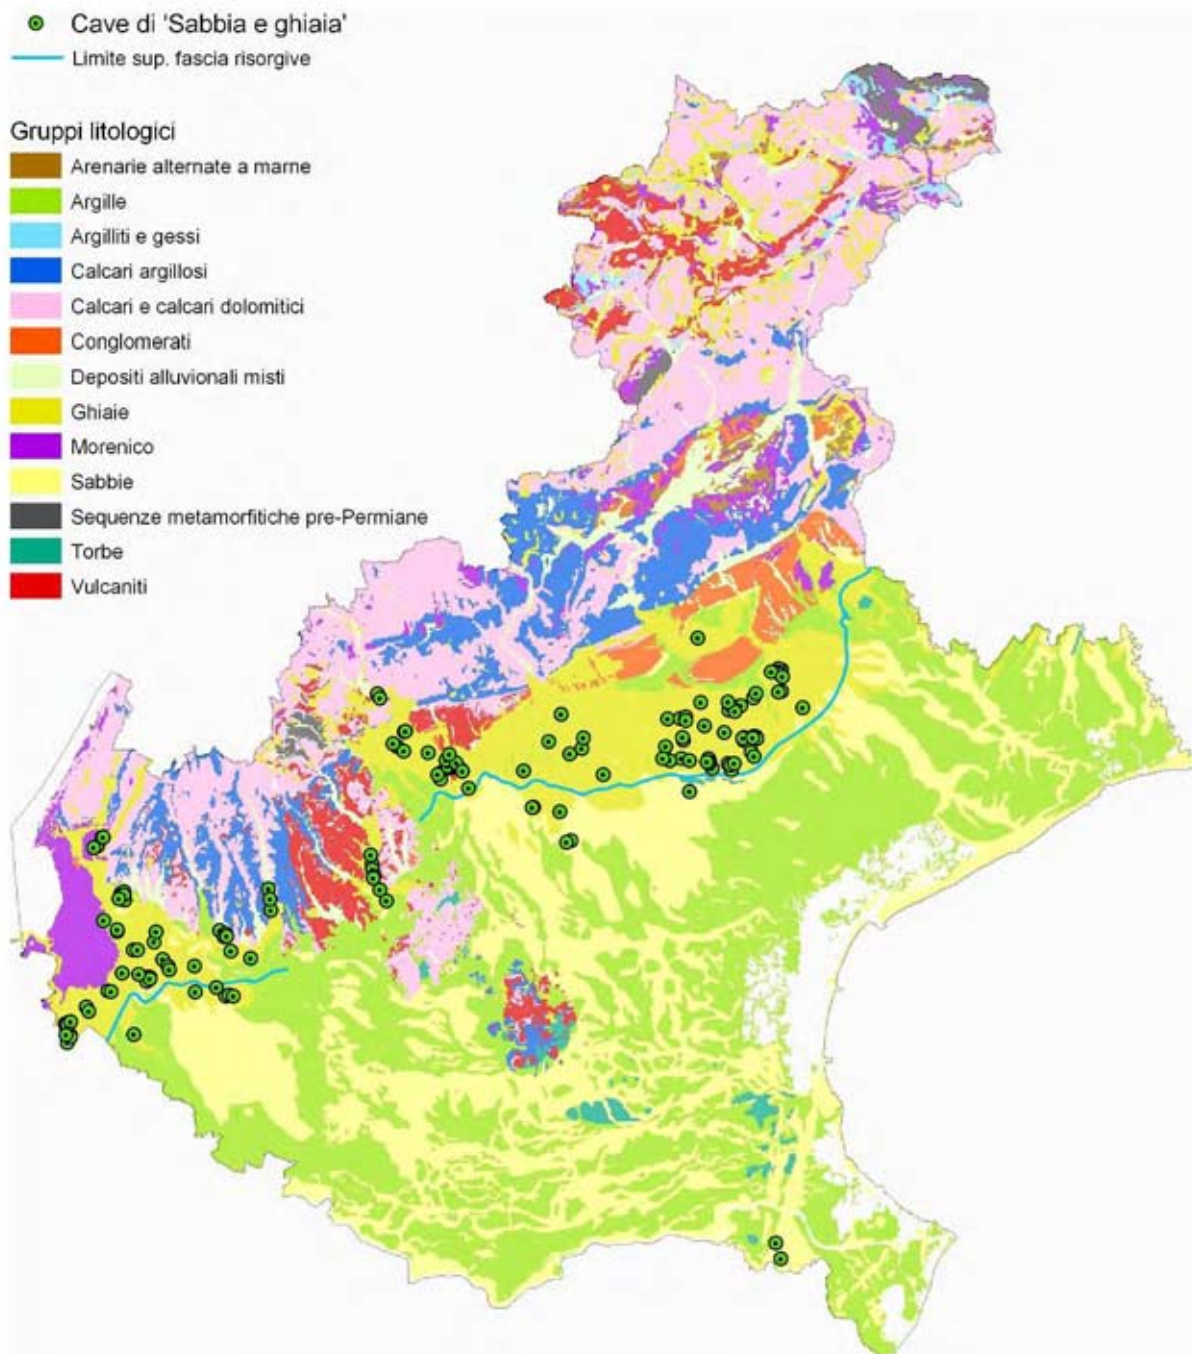 Cave di 'Sabbia e ghiaia'
Limite sup. fascia risorgive
Gruppi litologici
Arenarie alternate a marne
Argille
Argilliti e gessi
Calcari argillosi
Calcari e calcari dolomitici
Conglomerati
Depositi alluvionali misti
Ghiaie
Morenico
Sabbie
Sequenze metamorfitiche pre-Permiane
Torbe
Vulcaniti